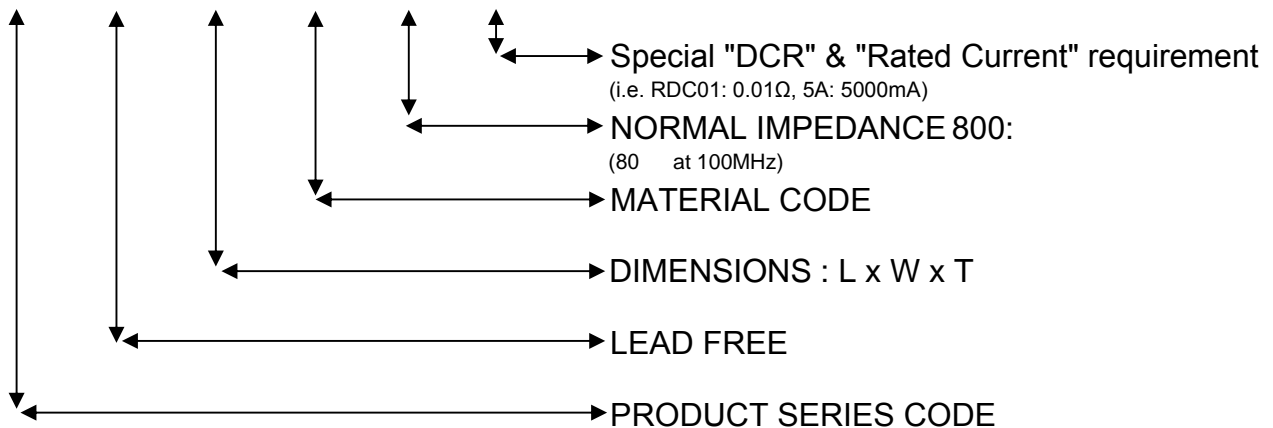 Special "DCR" & "Rated Current" requirement
(i.e. RDC01: 0.01Ω, 5A: 5000mA)
NORMAL IMPEDANCE 800:
(80 at 100MHz)
MATERIAL CODE
DIMENSIONS : L x W x T
LEAD FREE
PRODUCT SERIES CODE